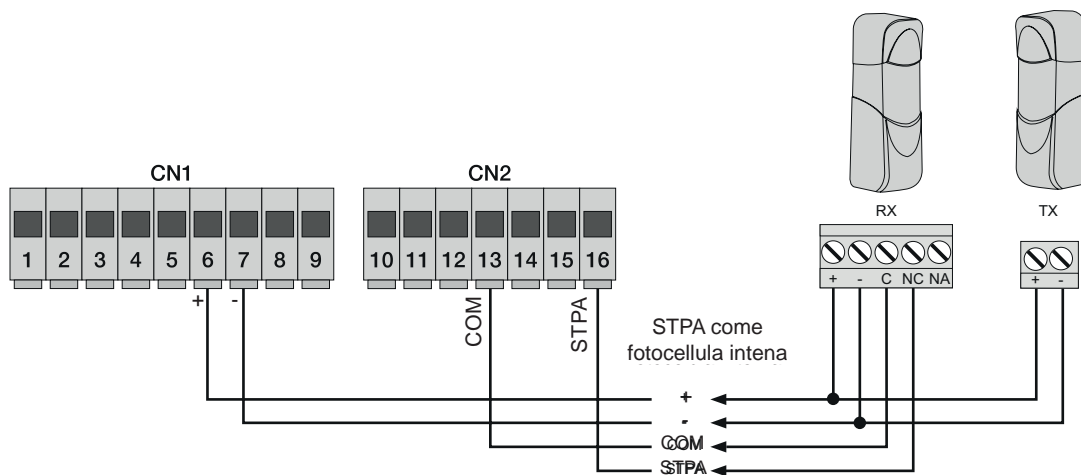 CN1
1 2 3 4 5 6 7 8 9
+ -
CN2
10 11 12 13 14 15 16
COM
STPA
RX
+ - C NC NA
TX
+ -
STPA come
fotocellula intena
+
-
COM
STPA